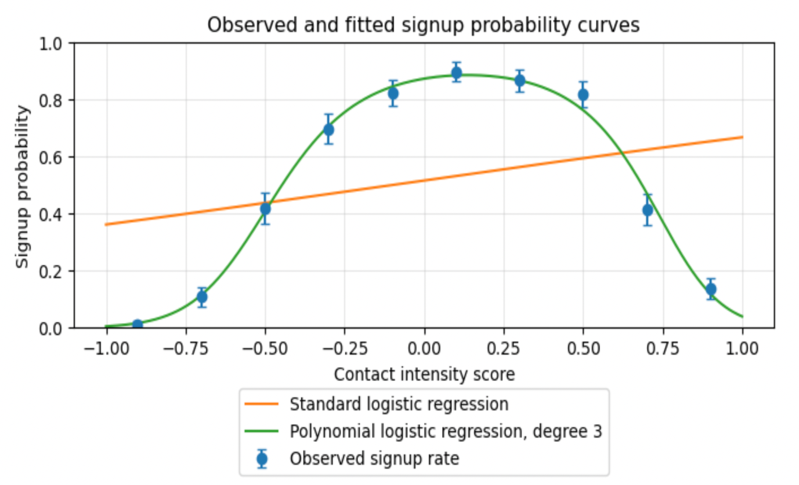 Observed and fitted signup probability curves
Signup probability
1.0
0.8
0.6
0.4
0.2
0.0
−1.00 −0.75 −0.50 −0.25 0.00 0.25 0.50 0.75 1.00
Contact intensity score
Standard logistic regression
Polynomial logistic regression, degree 3
Observed signup rate